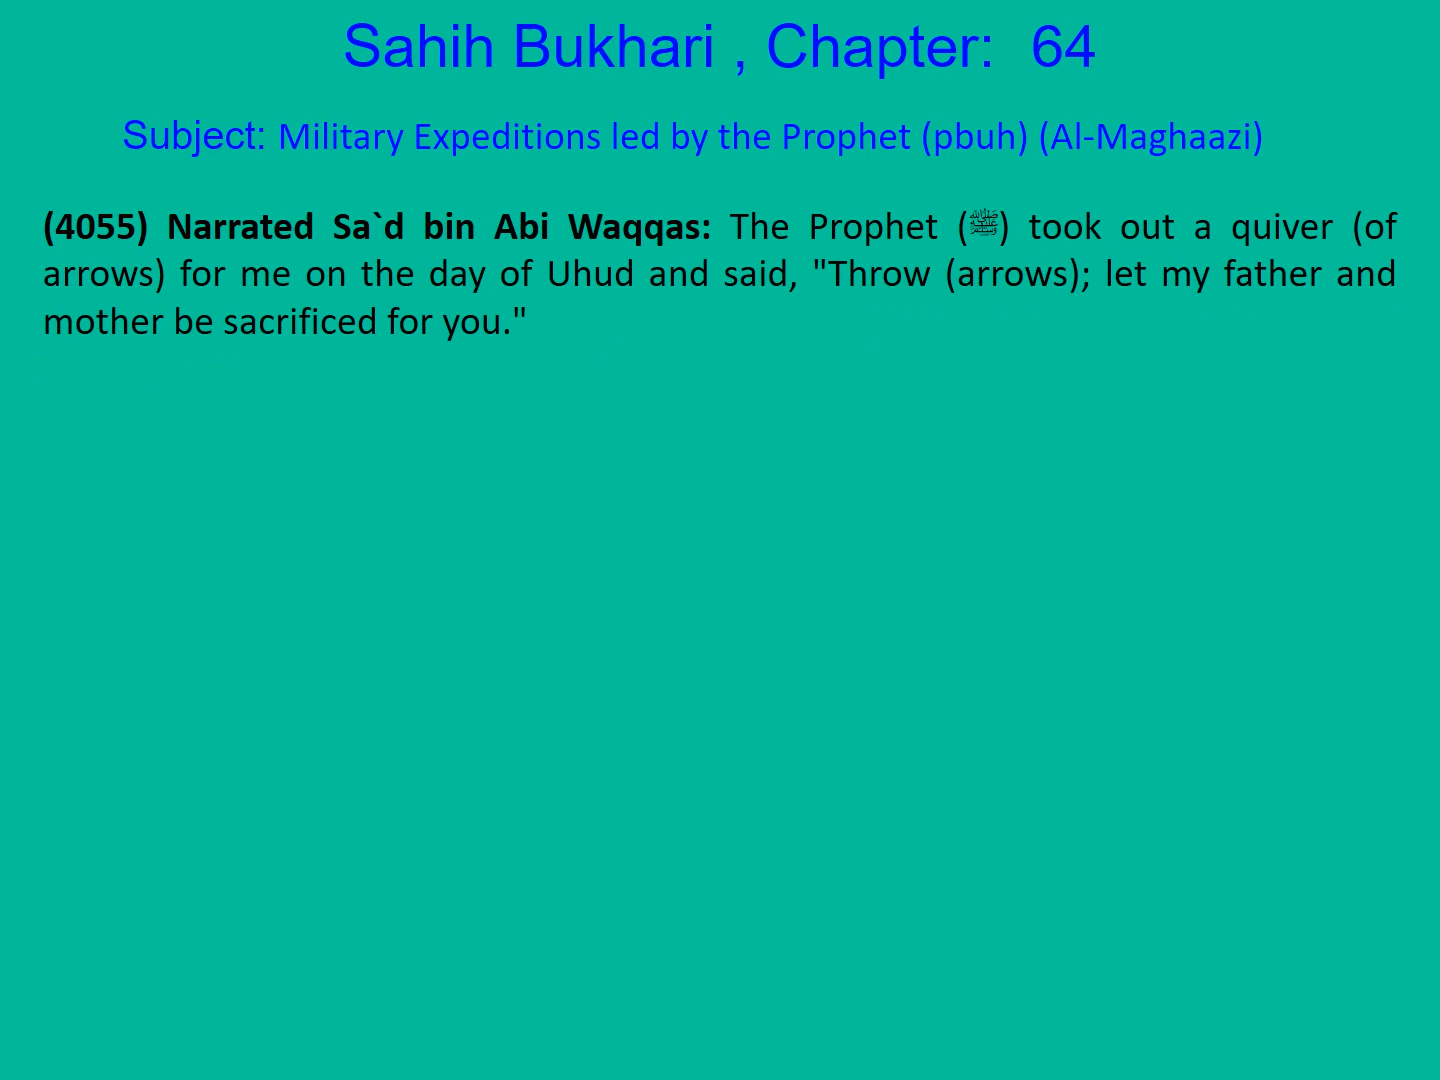 Sahih Bukhari , Chapter: 64
Subject: Military Expeditions led by the Prophet (pbuh) (Al-Maghaazi)
(4055) Narrated Sa`d bin Abi Waqqas: The Prophet (ﷺ) took out a quiver (of
arrows) for me on the day of Uhud and said, "Throw (arrows); let my father and
mother be sacrificed for you."